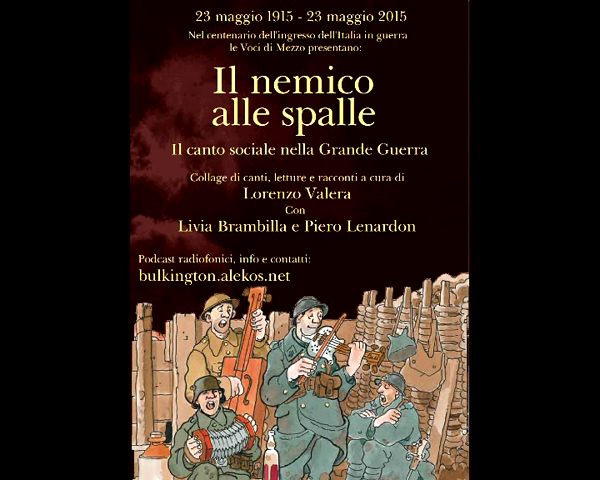 23 maggio 1915 - 23 maggio 2015
Nel centenario dell'ingresso dell'Italia in guerra
le Voci di Mezzo presentano:
Il nemico
alle spalle
Il canto sociale nella Grande Guerra
Collage di canti, letture e racconti a cura di
Lorenzo Valera
Con
Livia Brambilla e Piero Lenardon
Podcast radiofonici, info e contatti:
bulkington.alekos.net